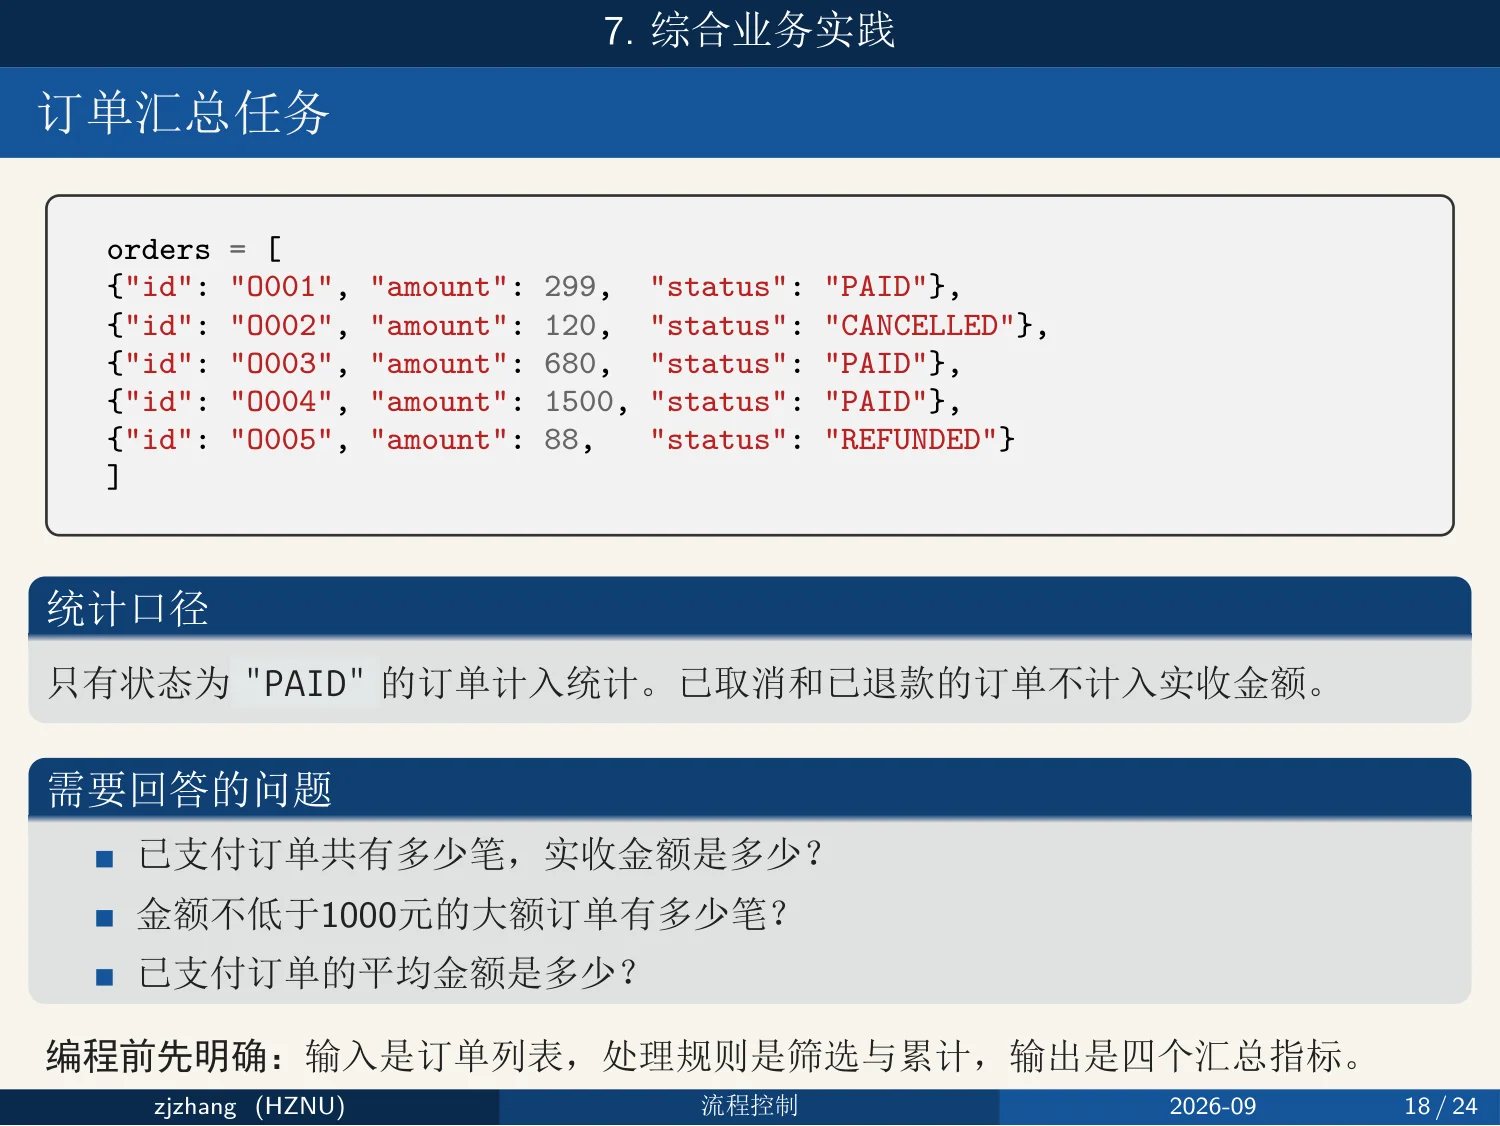 7. 综合业务实践
订单汇总任务
orders = [
{"id": "O001", "amount": 299,  "status": "PAID"},
{"id": "O002", "amount": 120,  "status": "CANCELLED"},
{"id": "O003", "amount": 680,  "status": "PAID"},
{"id": "O004", "amount": 1500, "status": "PAID"},
{"id": "O005", "amount": 88,   "status": "REFUNDED"}
]
统计口径
只有状态为 "PAID" 的订单计入统计。已取消和已退款的订单不计入实收金额。
需要回答的问题
■ 已支付订单共有多少笔，实收金额是多少？
■ 金额不低于1000元的大额订单有多少笔？
■ 已支付订单的平均金额是多少？
编程前先明确：输入是订单列表，处理规则是筛选与累计，输出是四个汇总指标。
zjzhang (HZNU) 流程控制 2026-09 18 / 24